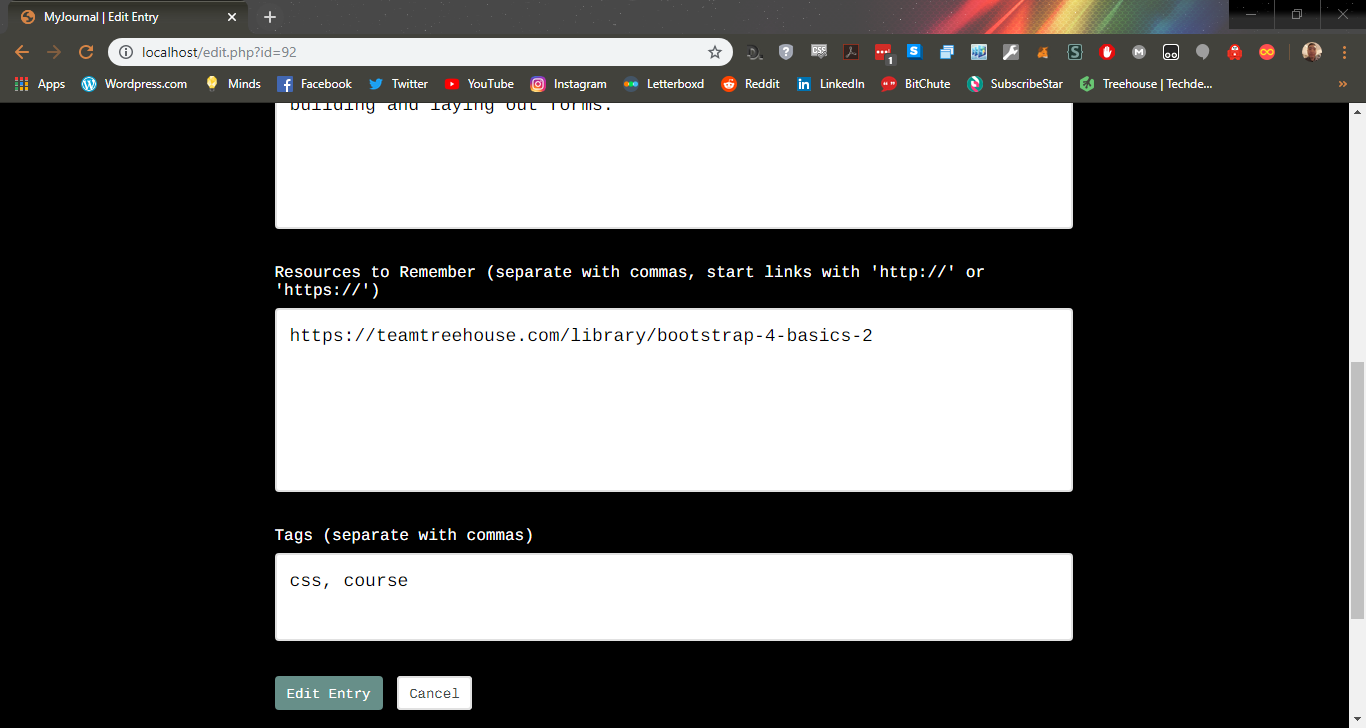 MyJournal | Edit Entry
localhost/edit.php?id=92
Apps
Wordpress.com
Minds
Facebook
Twitter
YouTube
Instagram
Letterboxd
Reddit
LinkedIn
BitChute
SubscribeStar
Treehouse | Techde...
building and laying out forms.
Resources to Remember (separate with commas, start links with 'http://' or
'https://')
https://teamtreehouse.com/library/bootstrap-4-basics-2
Tags (separate with commas)
css, course
Edit Entry
Cancel